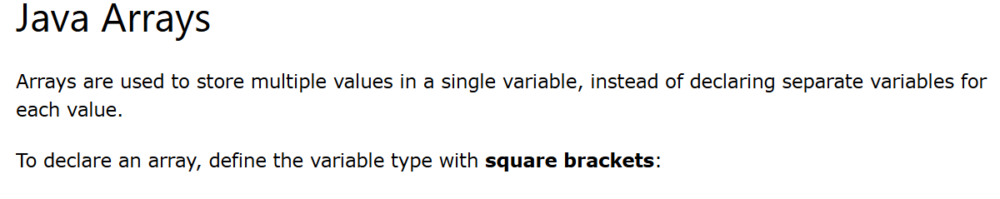 Java Arrays
Arrays are used to store multiple values in a single variable, instead of declaring separate variables for
each value.
To declare an array, define the variable type with square brackets: